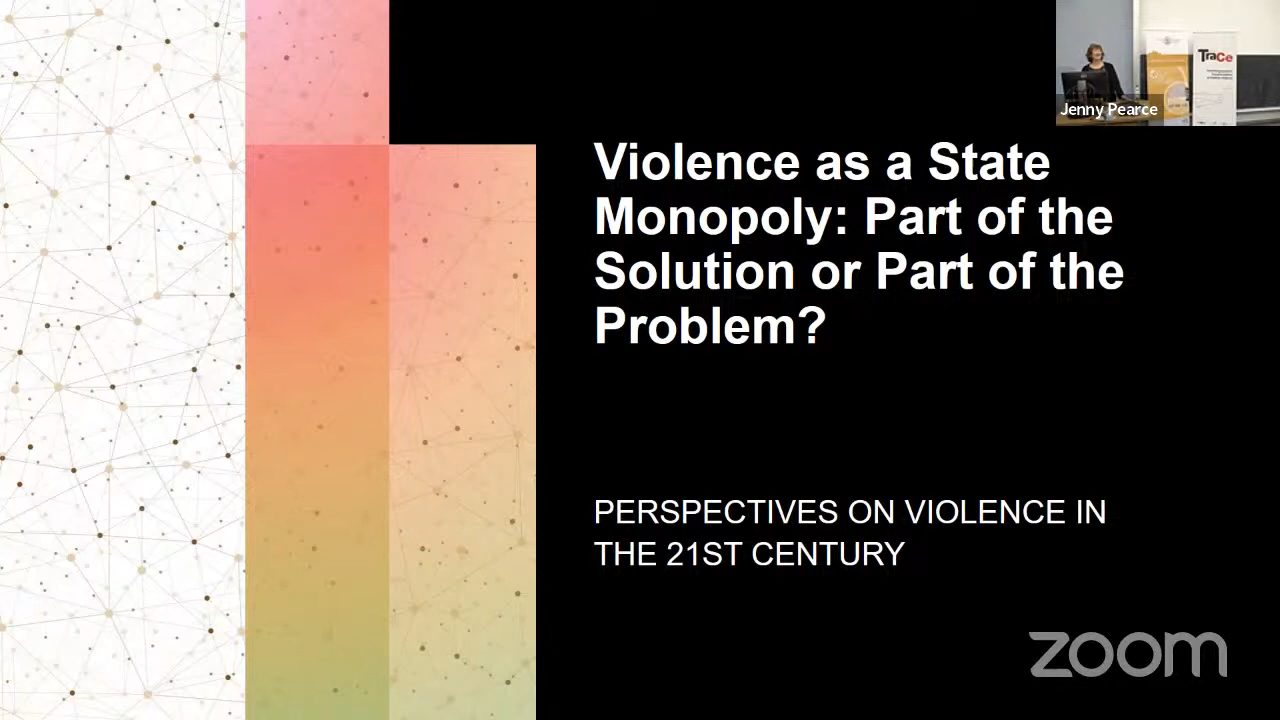 TraCe
Jenny Pearce
Violence as a State
Monopoly: Part of the
Solution or Part of the
Problem?
PERSPECTIVES ON VIOLENCE IN
THE 21ST CENTURY
zoom